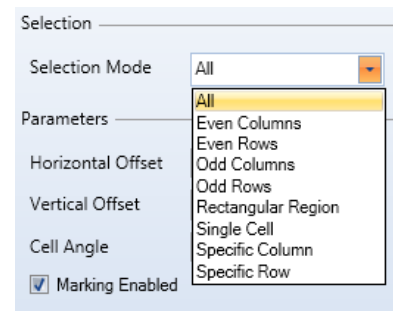 Selection
Selection Mode All
All
Parameters
Even Columns
Even Rows
Horizontal Offset
Odd Columns
Odd Rows
Vertical Offset
Rectangular Region
Single Cell
Cell Angle
Specific Column
Specific Row
Marking Enabled